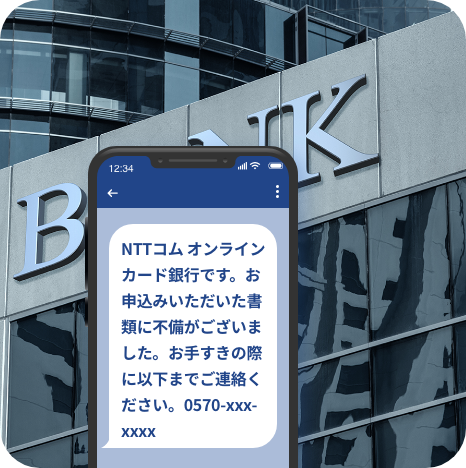 BANK
12:34
NTTコム オンライン
カード銀行です。お
申込みいただいた書
類に不備がございま
した。お手すきの際
に以下までご連絡く
ださい。0570-xxx-
xxxx